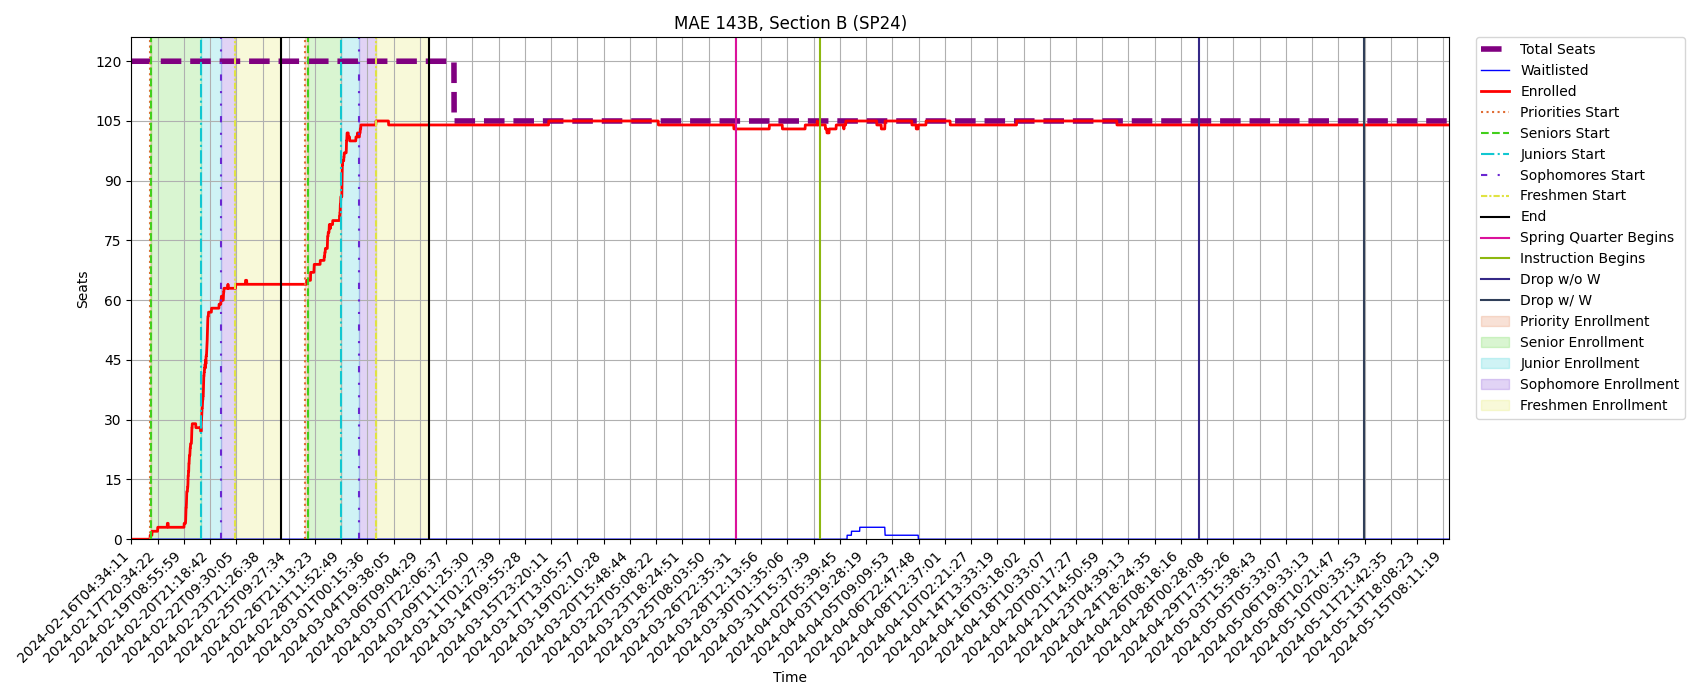 MAE 143B, Section B (SP24)
Seats
120
105
90
75
60
45
30
15
0
2024-02-16T04:34:11
2024-02-17T20:34:22
2024-02-19T08:55:59
2024-02-20T21:18:42
2024-02-22T09:30:05
2024-02-23T21:26:38
2024-02-25T09:27:34
2024-02-26T21:13:23
2024-02-28T11:52:49
2024-03-01T00:15:36
2024-03-04T19:38:05
2024-03-06T09:04:29
2024-03-07T22:06:37
2024-03-11T01:25:30
2024-03-12T11:27:39
2024-03-14T09:55:28
2024-03-15T23:20:11
2024-03-17T13:05:57
2024-03-19T02:10:28
2024-03-20T15:48:44
2024-03-22T05:08:22
2024-03-23T18:24:51
2024-03-25T08:03:50
2024-03-26T22:35:31
2024-03-28T12:13:56
2024-03-30T01:35:06
2024-03-31T15:37:39
2024-04-02T05:39:45
2024-04-03T19:28:19
2024-04-05T09:09:53
2024-04-06T22:47:48
2024-04-08T12:37:01
2024-04-10T02:21:27
2024-04-14T14:33:19
2024-04-16T03:18:02
2024-04-18T10:33:07
2024-04-20T00:17:27
2024-04-21T14:50:59
2024-04-23T04:39:13
2024-04-24T18:24:35
2024-04-26T08:18:16
2024-04-28T00:28:08
2024-04-29T17:35:26
2024-05-03T15:38:43
2024-05-05T05:33:07
2024-05-06T19:33:13
2024-05-08T10:21:47
2024-05-10T00:33:53
2024-05-11T21:42:35
2024-05-13T18:08:23
2024-05-15T08:11:19
Time
Total Seats
Waitlisted
Enrolled
Priorities Start
Seniors Start
Juniors Start
Sophomores Start
Freshmen Start
End
Spring Quarter Begins
Instruction Begins
Drop w/o W
Drop w/ W
Priority Enrollment
Senior Enrollment
Junior Enrollment
Sophomore Enrollment
Freshmen Enrollment